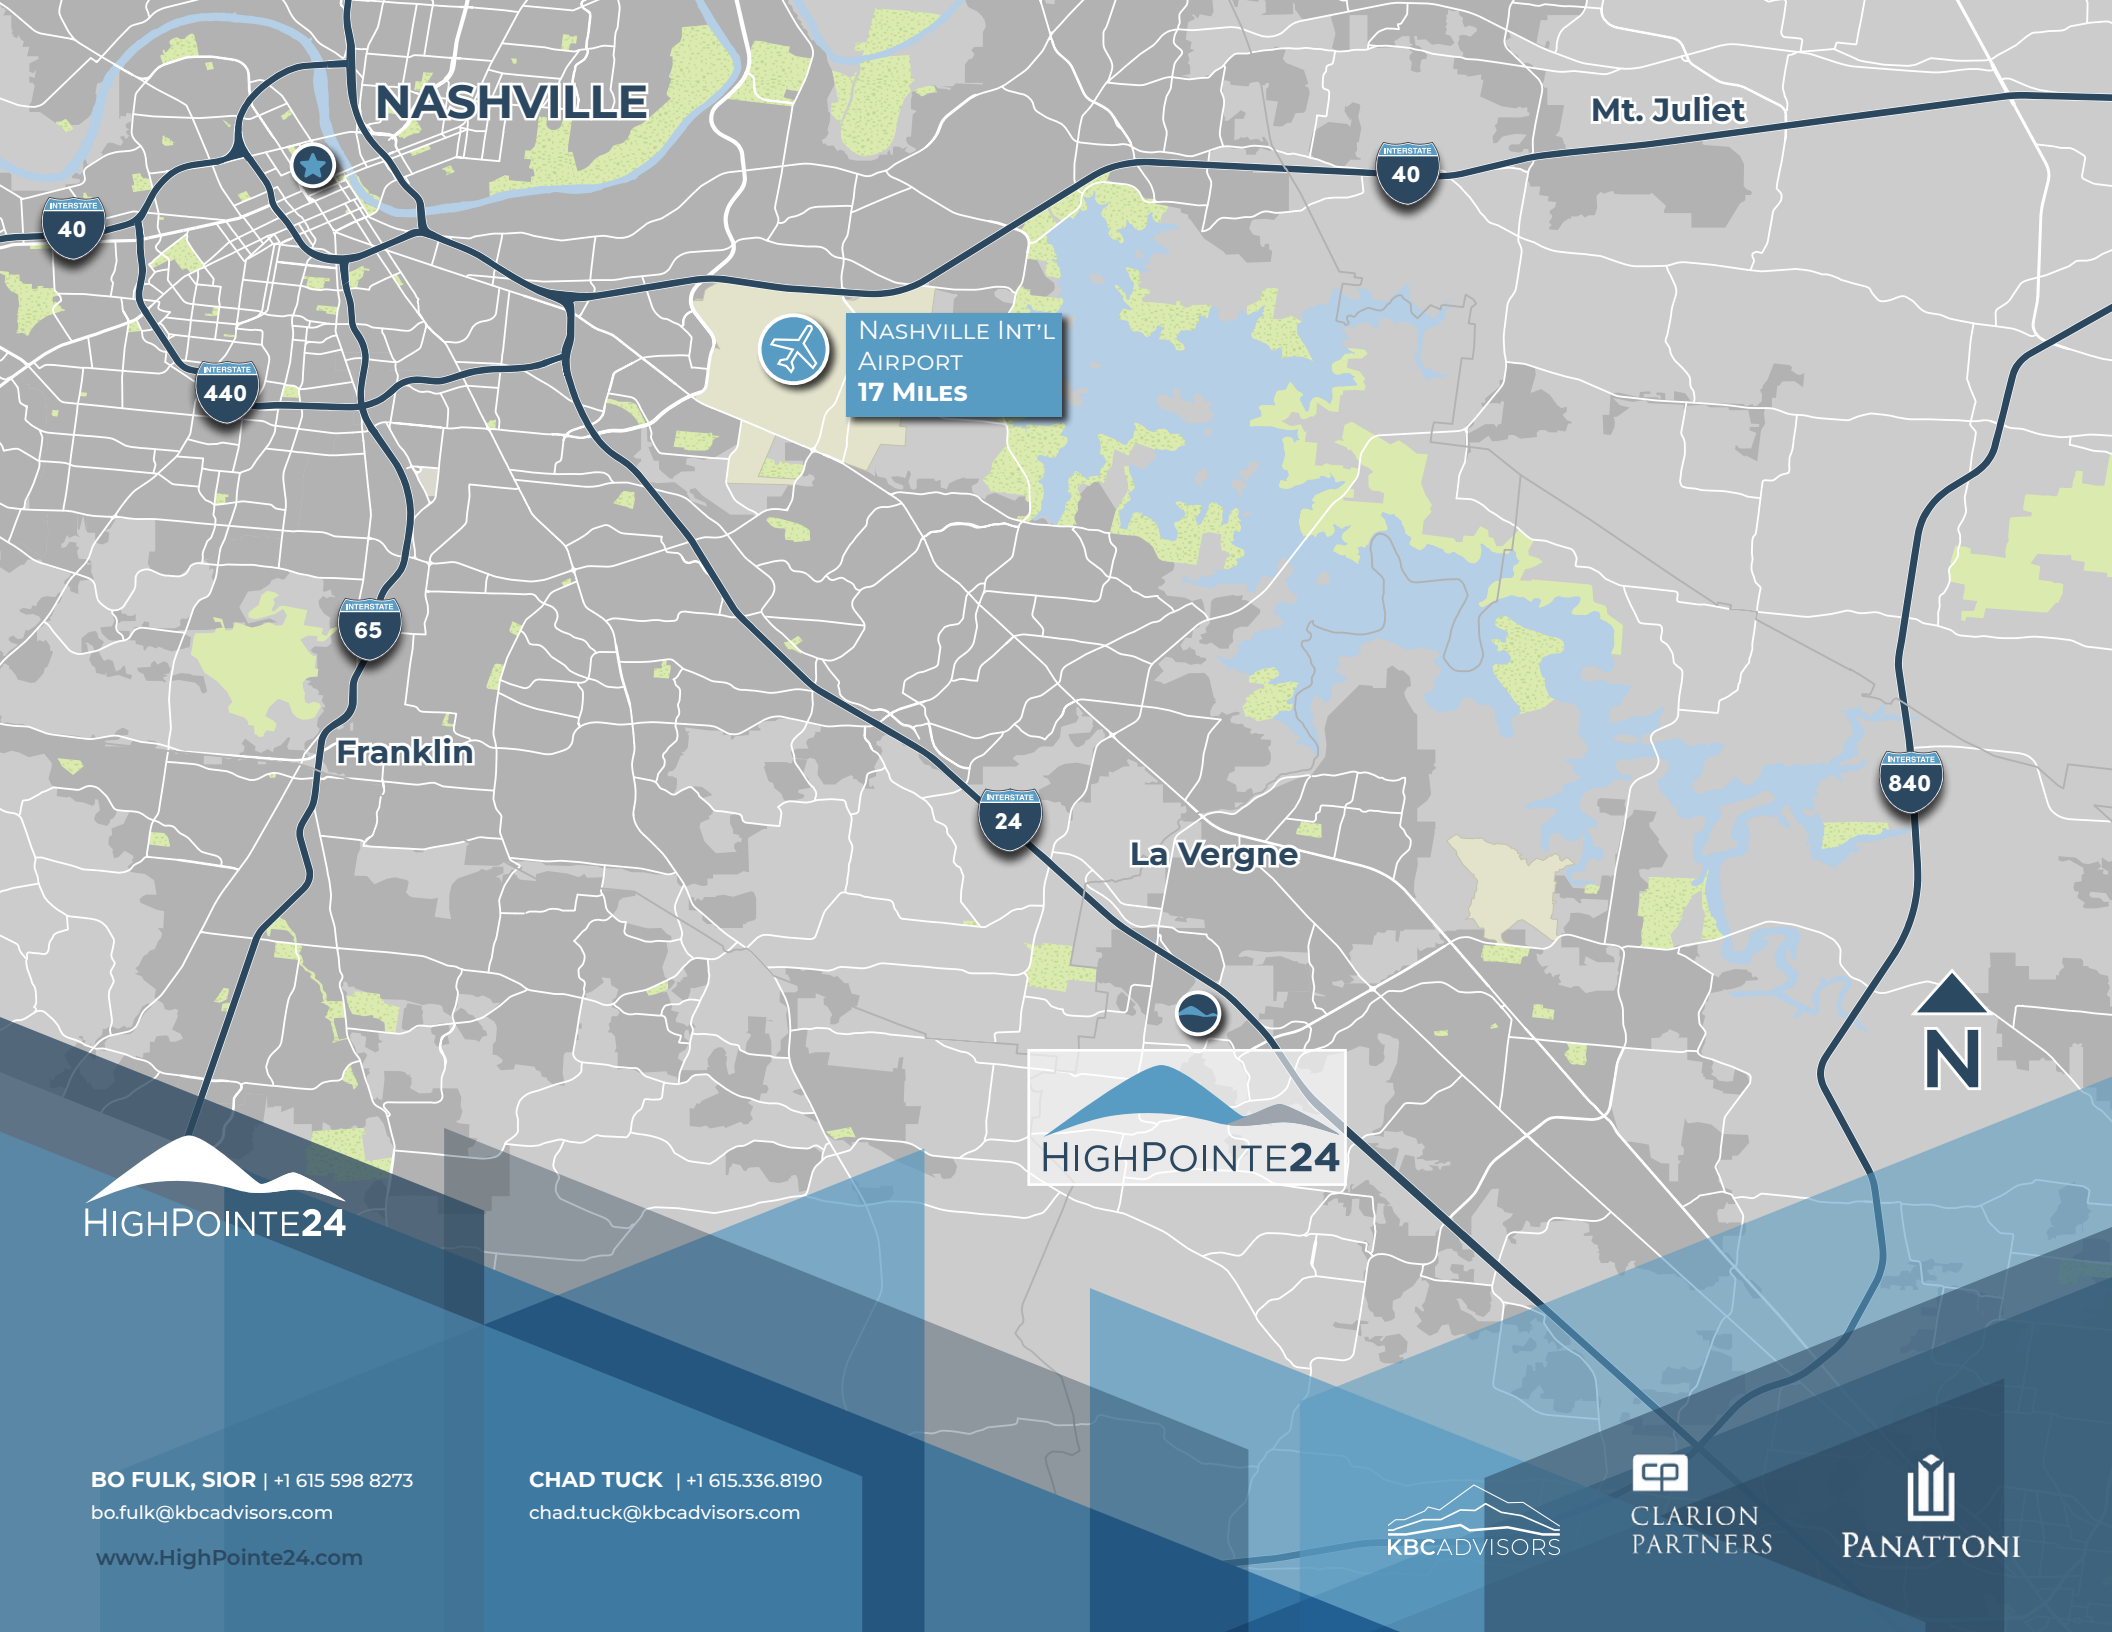 NASHVILLE
Mt. Juliet
INTERSTATE
40
INTERSTATE
40
NASHVILLE INT'L
AIRPORT
17 MILES
INTERSTATE
440
INTERSTATE
65
Franklin
INTERSTATE
840
INTERSTATE
24
La Vergne
N
HIGHPOINTE24
HIGHPOINTE24
BO FULK, SIOR | +1 615 598 8273
bo.fulk@kbcadvisors.com
www.HighPointe24.com
CHAD TUCK | +1 615.336.8190
chad.tuck@kbcadvisors.com
KBCADVISORS
cp
CLARION
PARTNERS
PANATTONI